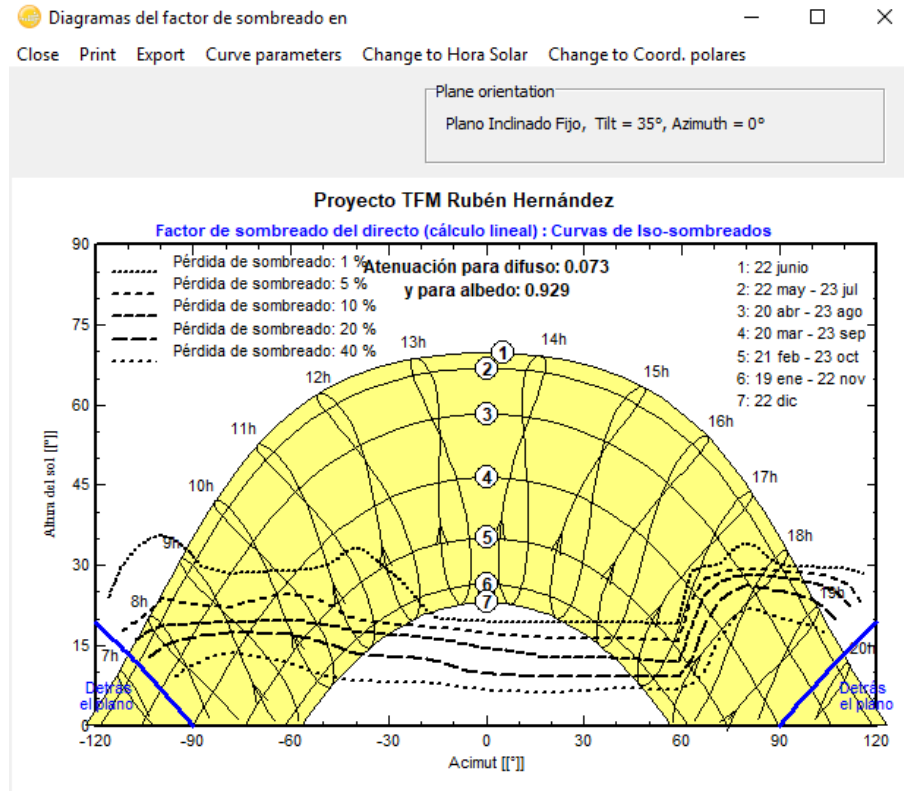 Diagramas del factor de sombreado en
Close Print Export Curve parameters Change to Hora Solar Change to Coord. polares
Plane orientation
Plano Inclinado Fijo, Tilt = 35°, Azimuth = 0°
Proyecto TFM Rubén Hernández
Factor de sombreado del directo (cálculo lineal) : Curvas de Iso-sombreados
Pérdida de sombreado: 1 %
Pérdida de sombreado: 5 %
Pérdida de sombreado: 10 %
Pérdida de sombreado: 20 %
Pérdida de sombreado: 40 %
Atenuación para difuso: 0.073
y para albedo: 0.929
1: 22 junio
2: 22 may - 23 jul
3: 20 abr - 23 ago
4: 20 mar - 23 sep
5: 21 feb - 23 oct
6: 19 ene - 22 nov
7: 22 dic
90
75
60
45
30
15
0
Altura del sol [[°]]
7h
8h
9h
10h
11h
12h
13h
14h
15h
16h
17h
18h
19h
20h
1
2
3
4
5
6
7
Detrás
el plano
Detrás
el plano
-120 -90 -60 -30 0 30 60 90 120
Acimut [[°]]